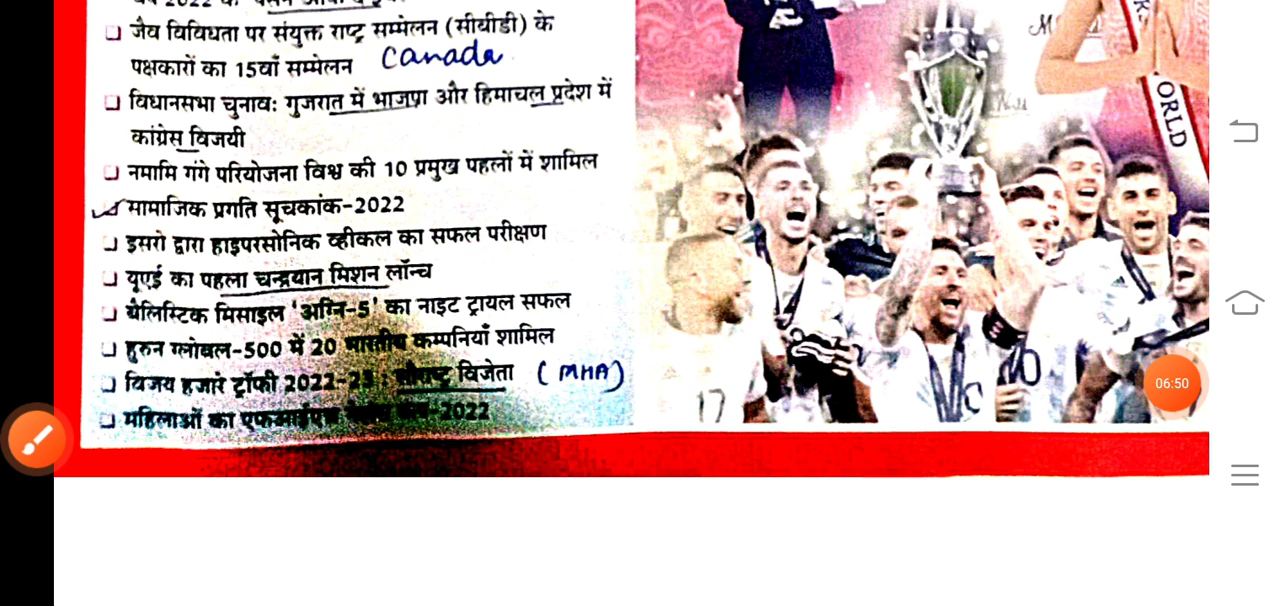 जैव विविधता पर संयुक्त राष्ट्र सम्मेलन (सीबीडी) के
पक्षकारों का 15वाँ सम्मेलन Canada
विधानसभा चुनाव: गुजरात में भाजपा और हिमाचल प्रदेश में
कांग्रेस विजयी
नमामि गंगे परियोजना विश्व की 10 प्रमुख पहलों में शामिल
सामाजिक प्रगति सूचकांक-2022
इसरो द्वारा हाइपरसोनिक व्हीकल का सफल परीक्षण
यूएई का पहला चन्द्रयान मिशन लॉन्च
बैलिस्टिक मिसाइल 'अग्नि-5' का नाइट ट्रायल सफल
हुरुन ग्लोबल-500 में 20 भारतीय कम्पनियाँ शामिल
विजय हजारे ट्रॉफी 2022-23 : सौराष्ट्र विजेता (MHA)
महिलाओं का एफआईएच 2022
ORLD
17
06:50